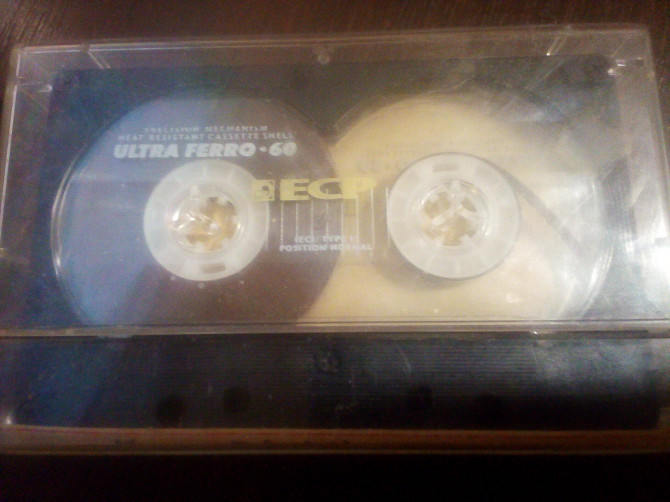 PRECISION MECHANISM
HEAT RESISTANT CASSETTE SHELL
ULTRA FERRO • 60
ECP
IEC I/TYPE I
POSITION NORMAL